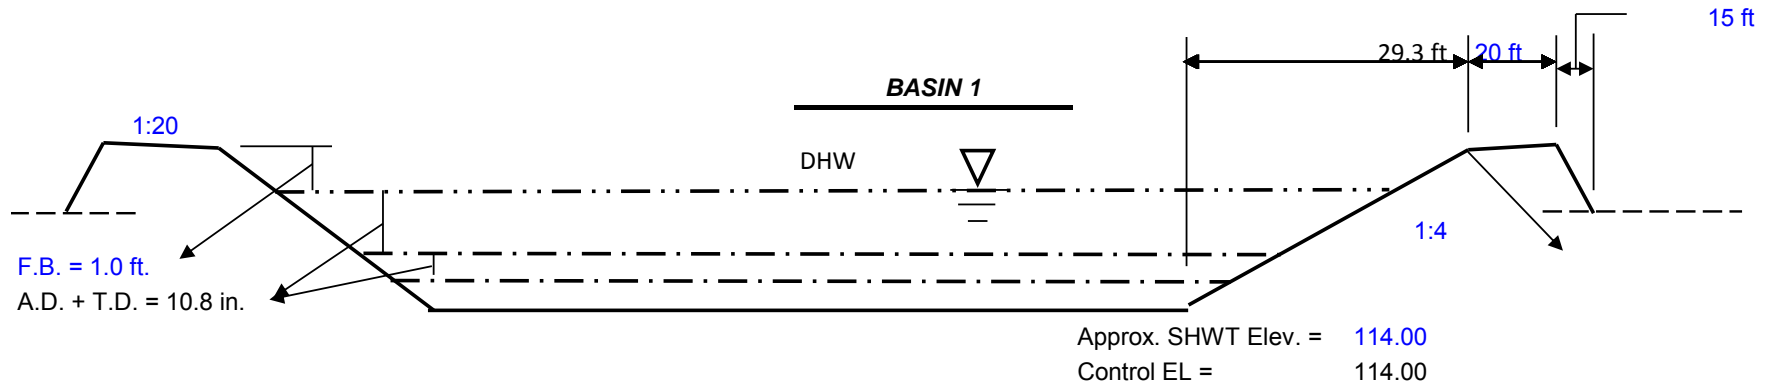 15 ft
29.3 ft 20 ft
BASIN 1
1:20
DHW
1:4
F.B. = 1.0 ft.
A.D. + T.D. = 10.8 in.
Approx. SHWT Elev. = 114.00
Control EL = 114.00